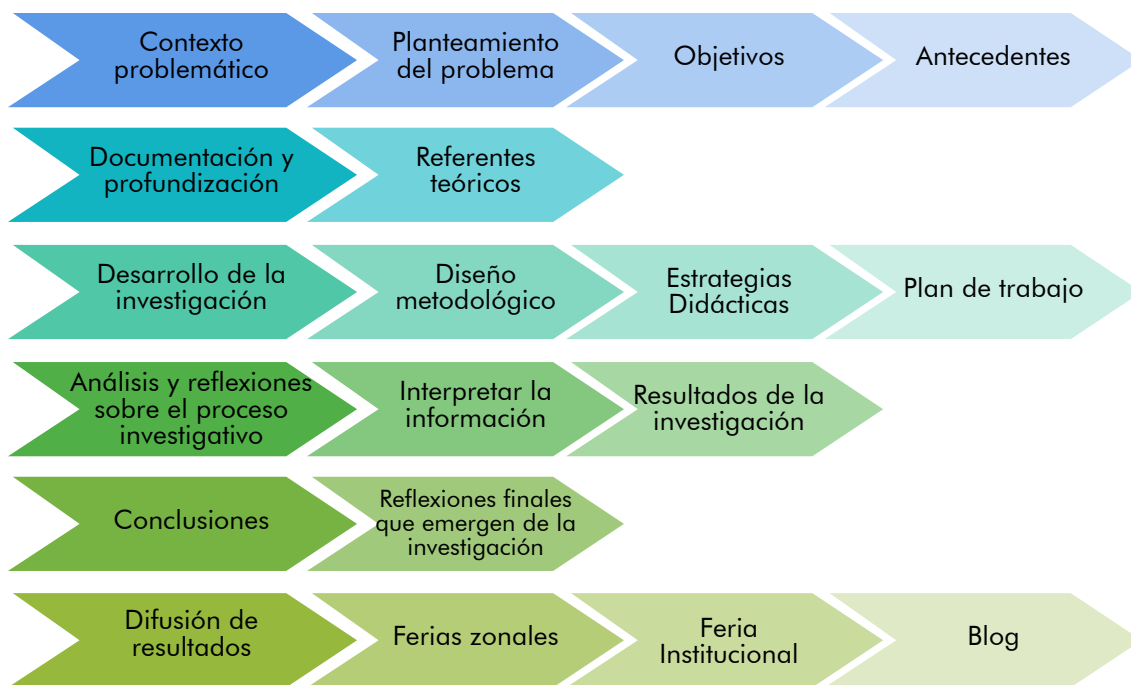 Contexto
problemático
Planteamiento
del problema
Objetivos
Antecedentes
Documentación y
profundización
Referentes
teóricos
Desarrollo de la
investigación
Diseño
metodológico
Estrategias
Didácticas
Plan de trabajo
Análisis y reflexiones
sobre el proceso
investigativo
Interpretar la
información
Resultados de la
investigación
Conclusiones
Reflexiones finales
que emergen de la
investigación
Difusión de
resultados
Ferias zonales
Feria
Institucional
Blog